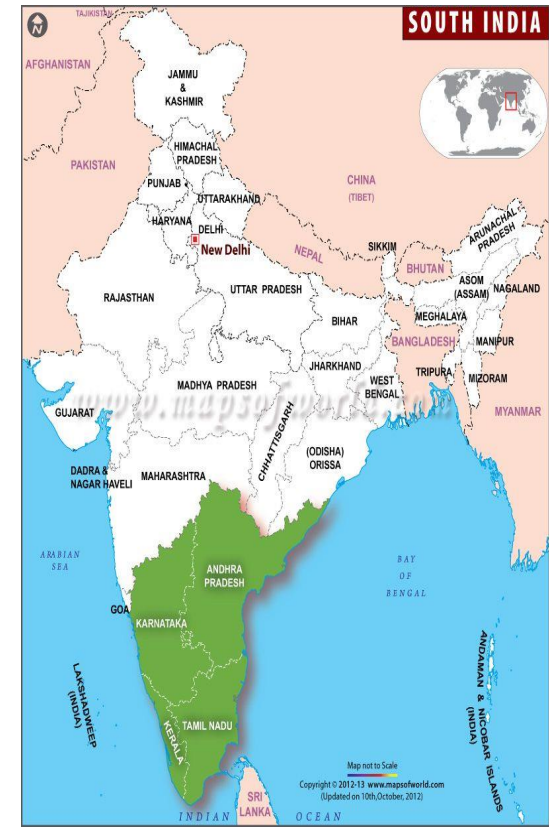 SOUTH INDIA
N
TAJIKISTAN
AFGHANISTAN
JAMMU
&
KASHMIR
HIMACHAL
PRADESH
PAKISTAN
PUNJAB
CHINA
(TIBET)
UTTARAKHAND
HARYANA
DELHI
New Delhi
ARUNACHAL
PRADESH
NEPAL
SIKKIM
BHUTAN
ASOM
(ASSAM)
NAGALAND
RAJASTHAN
UTTAR PRADESH
BIHAR
MEGHALAYA
BANGLADESH
MANIPUR
JHARKHAND
TRIPURA
MIZORAM
WEST
BENGAL
MADHYA PRADESH
www.mapsofworld.com
GUJARAT
MYANMAR
CHHATTISGARH
(ODISHA)
ORISSA
DADRA &
NAGAR HAVELI
MAHARASHTRA
ARABIAN
SEA
BAY
OF
BENGAL
ANDHRA
PRADESH
GOA
KARNATAKA
LAKSHADWEEP
(INDIA)
ANDAMAN & NICOBAR ISLANDS
(INDIA)
KERALA
TAMIL NADU
Map not to Scale
Copyright © 2012-13 www.mapsofworld.com
(Updated on 10th,October, 2012)
SRI
LANKA
INDIAN OCEAN